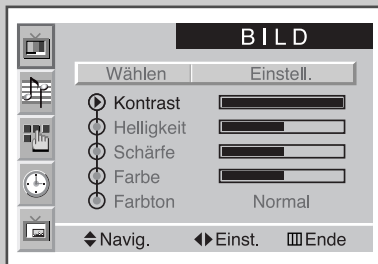 BILD
Wählen Einstell.
Kontrast
Helligkeit
Schärfe
Farbe
Farbton Normal
Navig. Einst. Ende